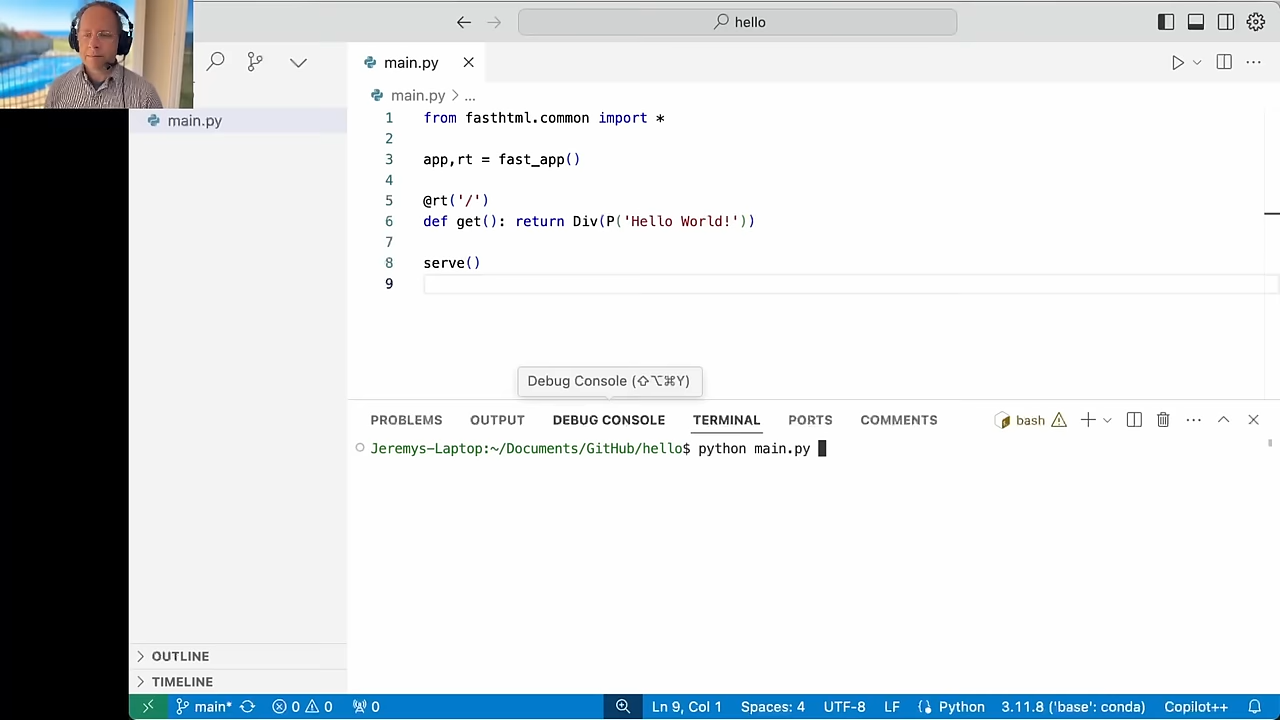 hello
main.py
main.py
main.py > ...
1 from fasthtml.common import *
2
3 app,rt = fast_app()
4
5 @rt('/')
6 def get(): return Div(P('Hello World!'))
7
8 serve()
9
Debug Console (⇧⌥⌘Y)
PROBLEMS OUTPUT DEBUG CONSOLE TERMINAL PORTS COMMENTS bash
Jeremys-Laptop:~/Documents/GitHub/hello$ python main.py
OUTLINE
TIMELINE
main* 0 0 0 Ln 9, Col 1 Spaces: 4 UTF-8 LF Python 3.11.8 ('base': conda) Copilot++